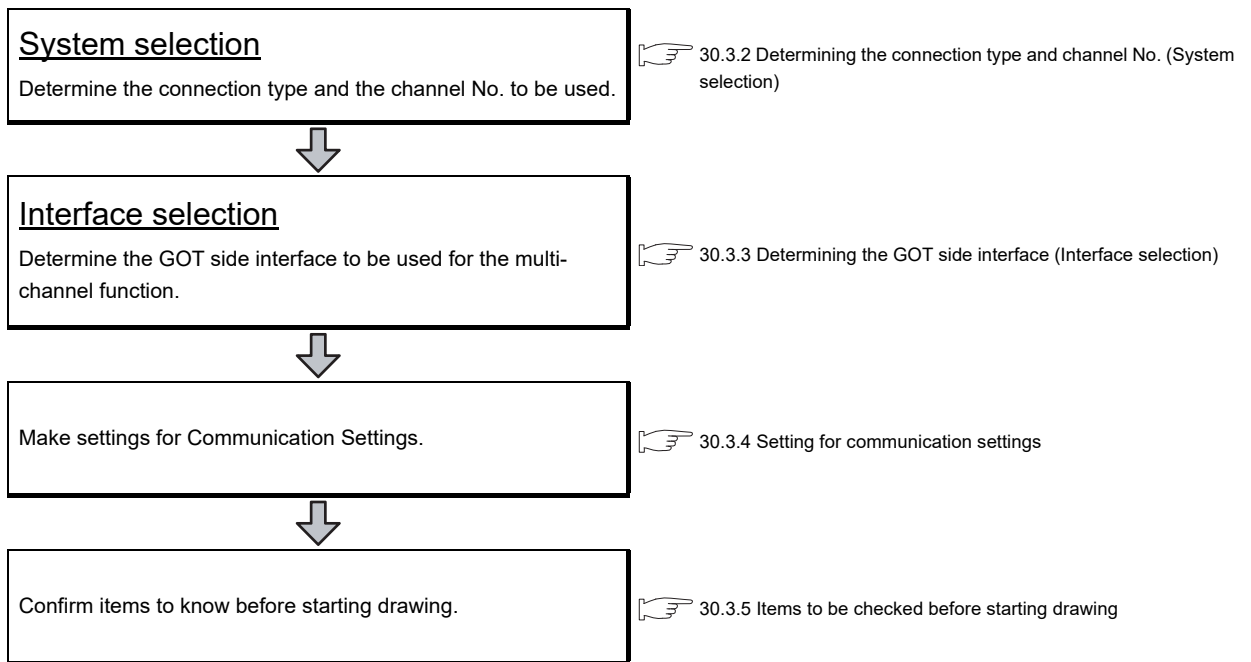 System selection
Determine the connection type and the channel No. to be used.
30.3.2 Determining the connection type and channel No. (System
selection)
Interface selection
Determine the GOT side interface to be used for the multi-
channel function.
30.3.3 Determining the GOT side interface (Interface selection)
Make settings for Communication Settings.
30.3.4 Setting for communication settings
Confirm items to know before starting drawing.
30.3.5 Items to be checked before starting drawing